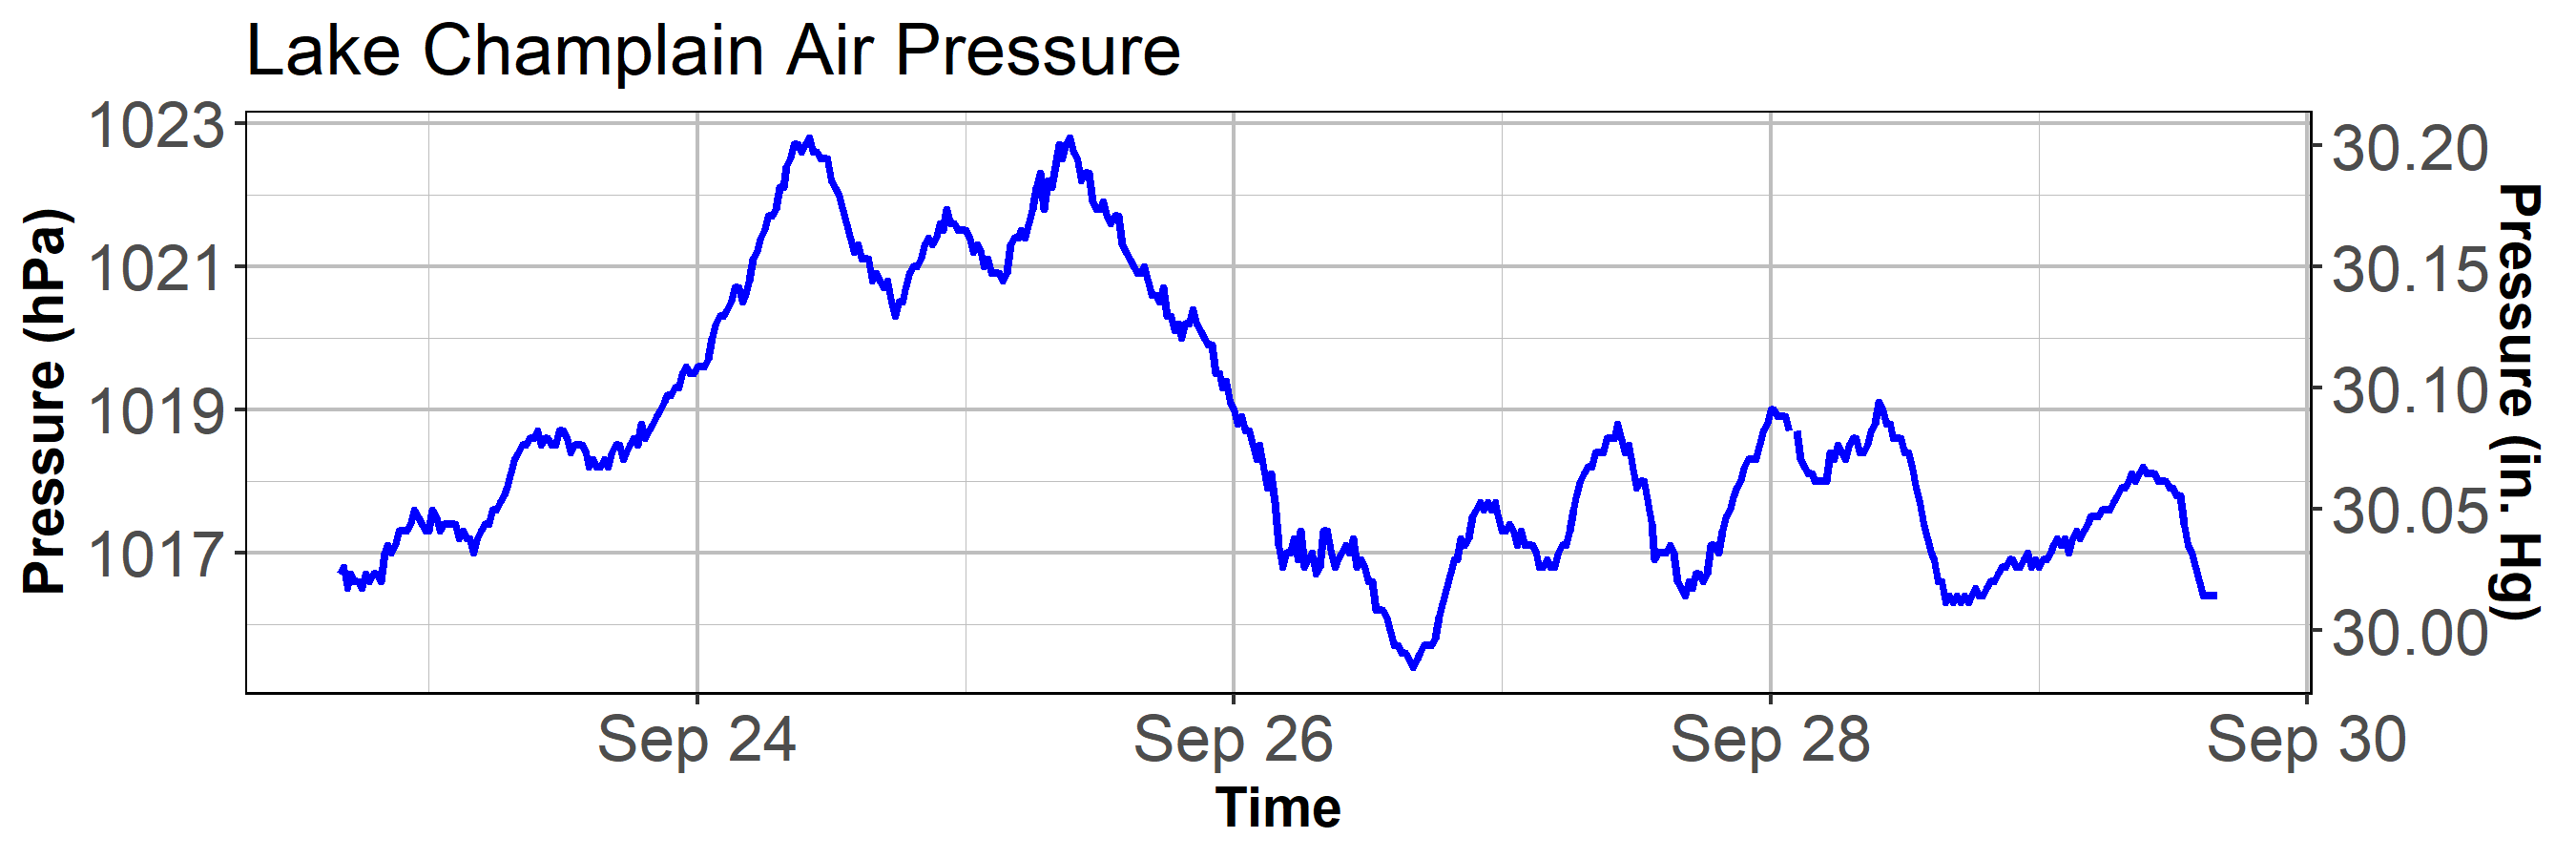 Lake Champlain Air Pressure
1023
1021
1019
1017
Pressure (hPa)
30.20
30.15
30.10
30.05
30.00
Pressure (in. Hg)
Sep 24
Sep 26
Sep 28
Sep 30
Time